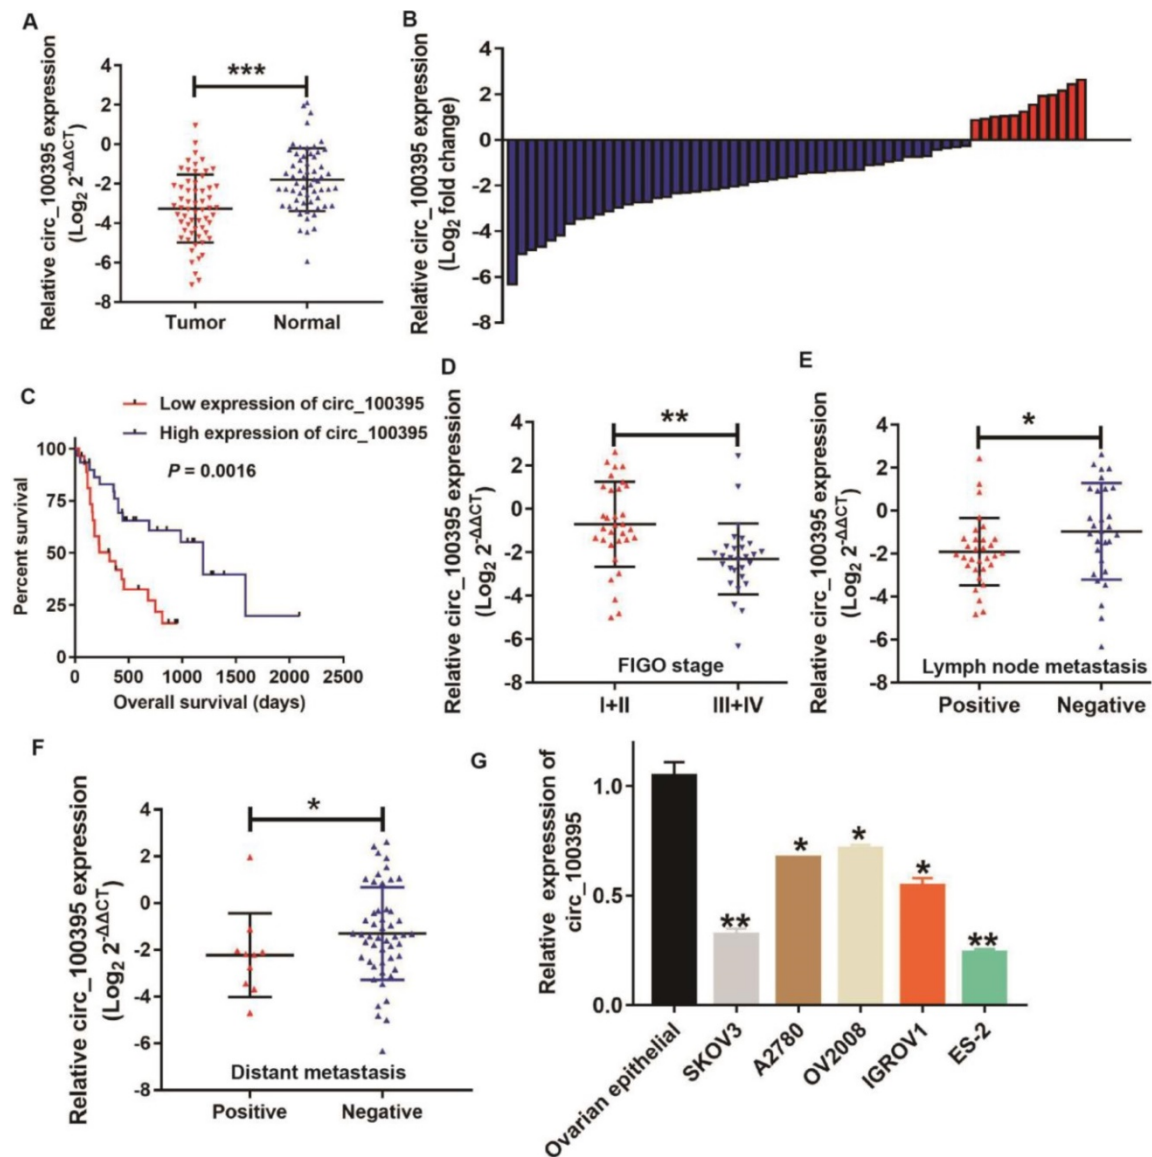 A
Relative circ_100395 expression
(Log₂ 2^-ΔΔCT)
4
2
0
-2
-4
-6
-8
***
Tumor
Normal
B
Relative circ_100395 expression
(Log₂ fold change)
4
2
0
-2
-4
-6
-8
C
Low expression of circ_100395
High expression of circ_100395
P = 0.0016
Percent survival
100
75
50
25
0
0
500
1000
1500
2000
2500
Overall survival (days)
D
Relative circ_100395 expression
(Log₂ 2^-ΔΔCT)
4
2
0
-2
-4
-6
-8
**
FIGO stage
I+II
III+IV
E
Relative circ_100395 expression
(Log₂ 2^-ΔΔCT)
4
2
0
-2
-4
-6
-8
*
Lymph node metastasis
Positive
Negative
F
Relative circ_100395 expression
(Log₂ 2^-ΔΔCT)
4
2
0
-2
-4
-6
-8
*
Distant metastasis
Positive
Negative
G
Relative expresssion of
circ_100395
1.0
0.5
0.0
**
*
*
*
**
Ovarian epithelial
SKOV3
A2780
OV2008
IGROV1
ES-2